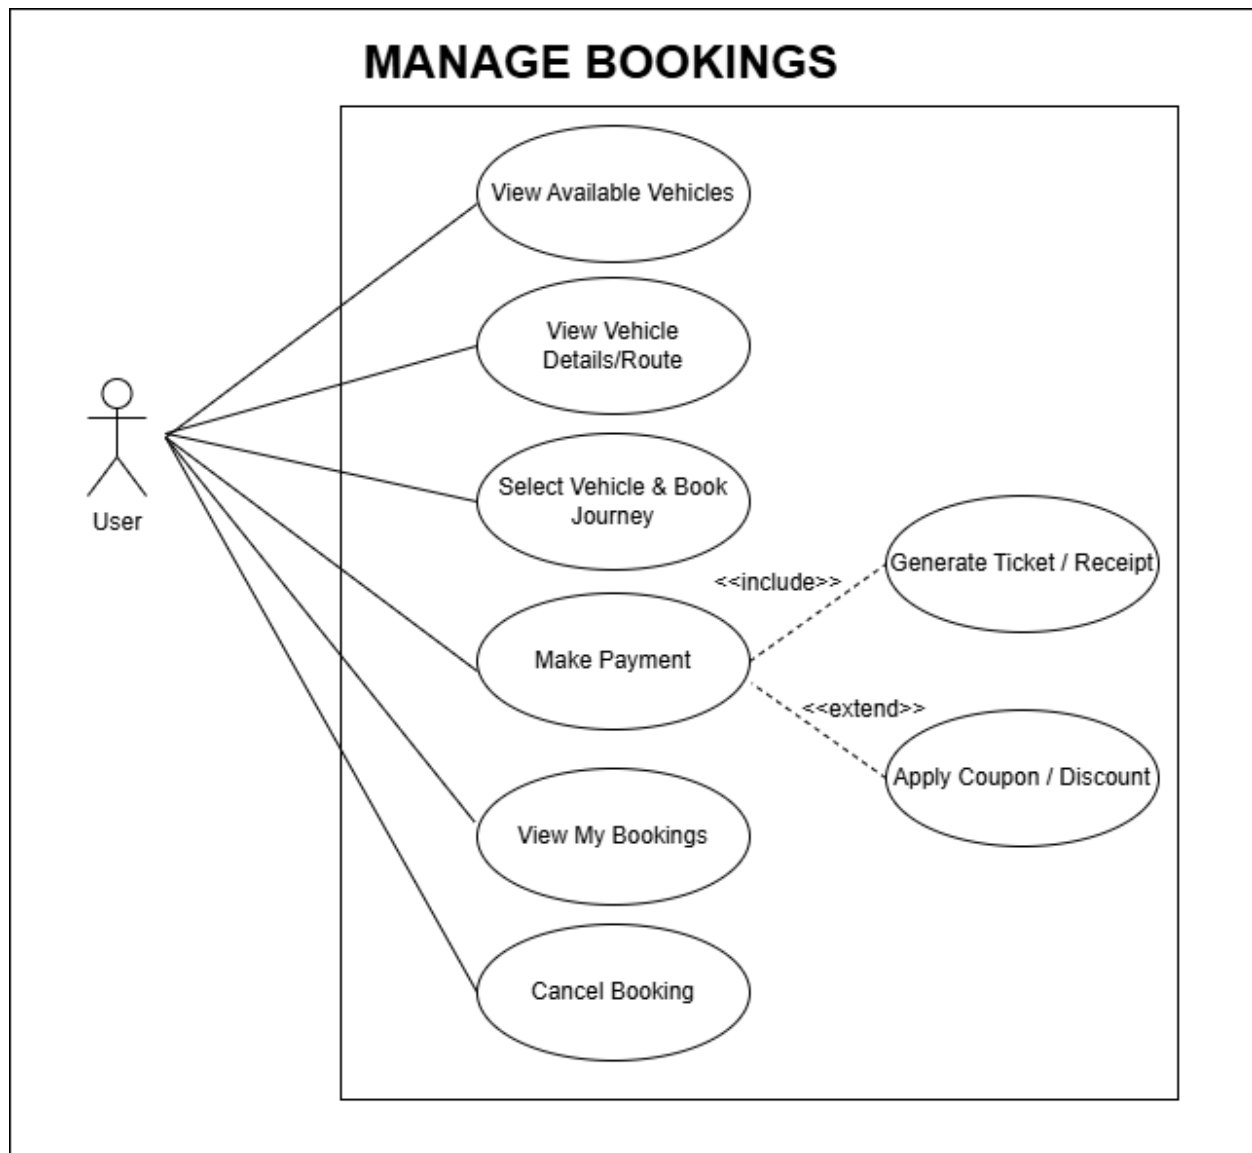 MANAGE BOOKINGS
View Available Vehicles
View Vehicle
Details/Route
Select Vehicle & Book
Journey
User
<<include>>
Generate Ticket / Receipt
Make Payment
<<extend>>
Apply Coupon / Discount
View My Bookings
Cancel Booking